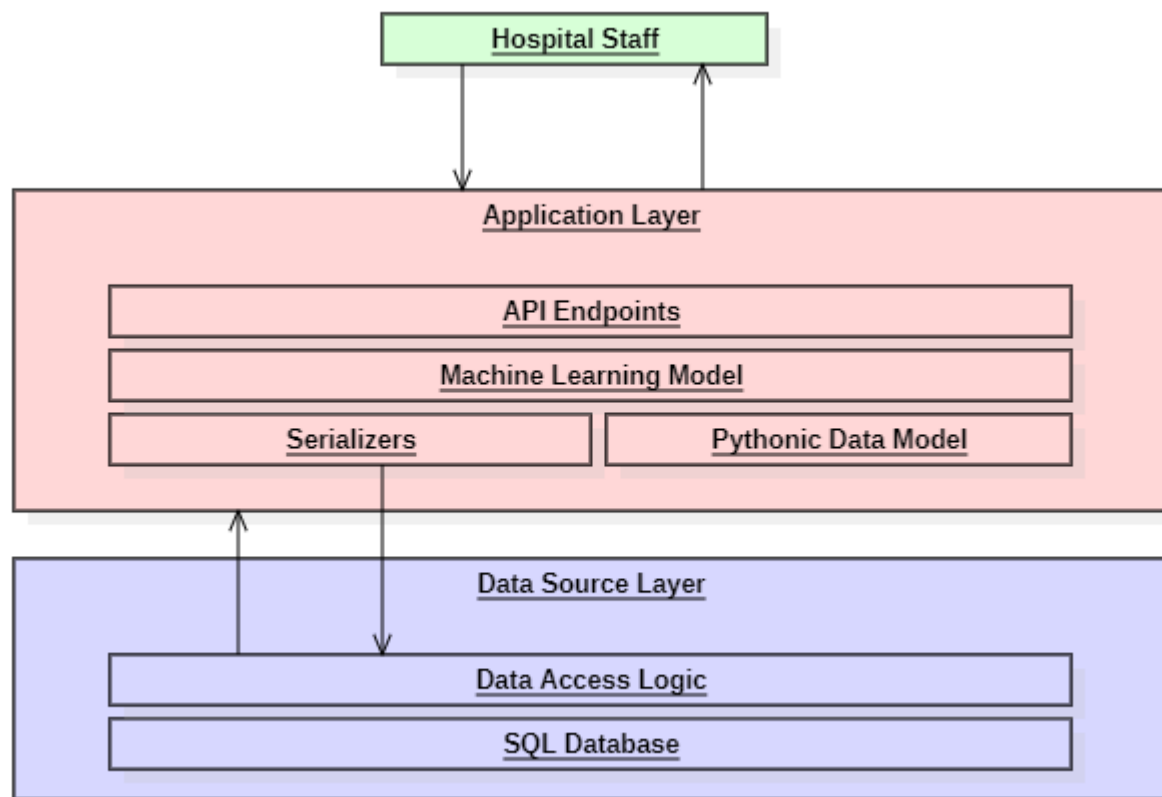 Hospital Staff
Application Layer
API Endpoints
Machine Learning Model
Serializers
Pythonic Data Model
Data Source Layer
Data Access Logic
SQL Database